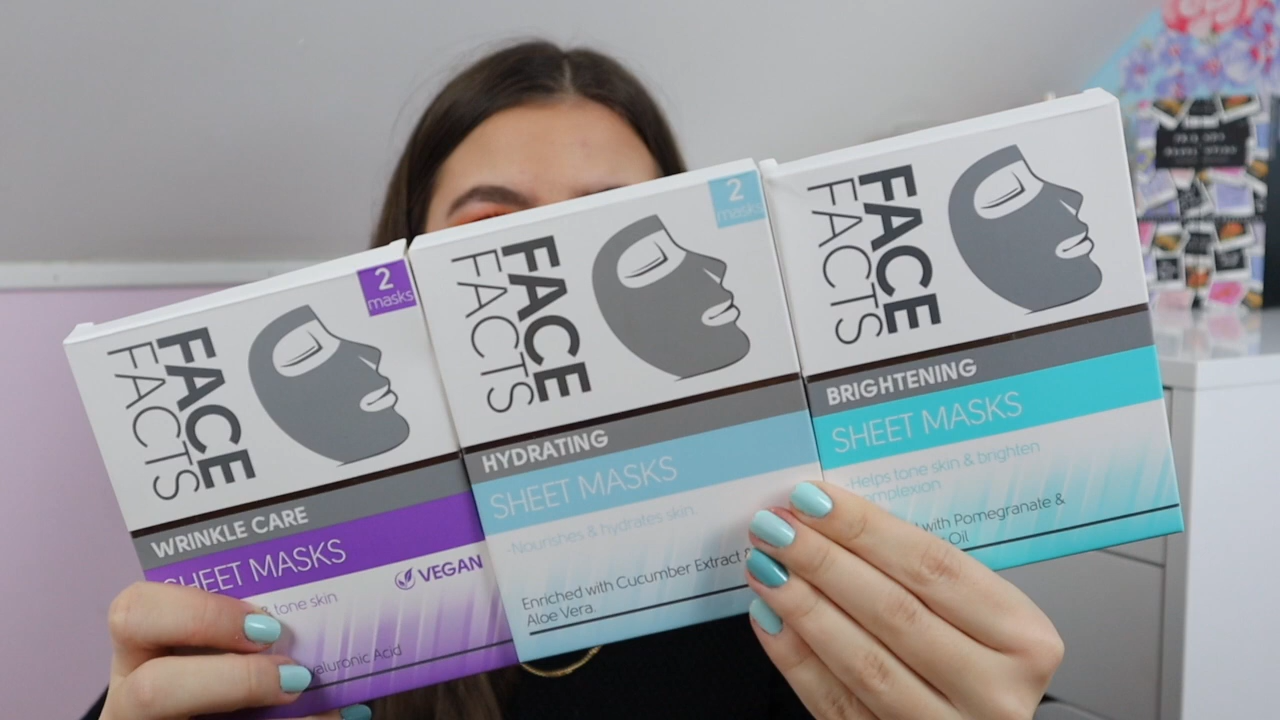 FACE
FACTS
2
masks
WRINKLE CARE
SHEET MASKS
& tone skin
VEGAN
yaluronic Acid
FACE
FACTS
2
masks
HYDRATING
SHEET MASKS
-Nourishes & hydrates skin.
Enriched with Cucumber Extract &
Aloe Vera.
FACE
FACTS
BRIGHTENING
SHEET MASKS
-Helps tone skin & brighten
complexion.
with Pomegranate &
Oil